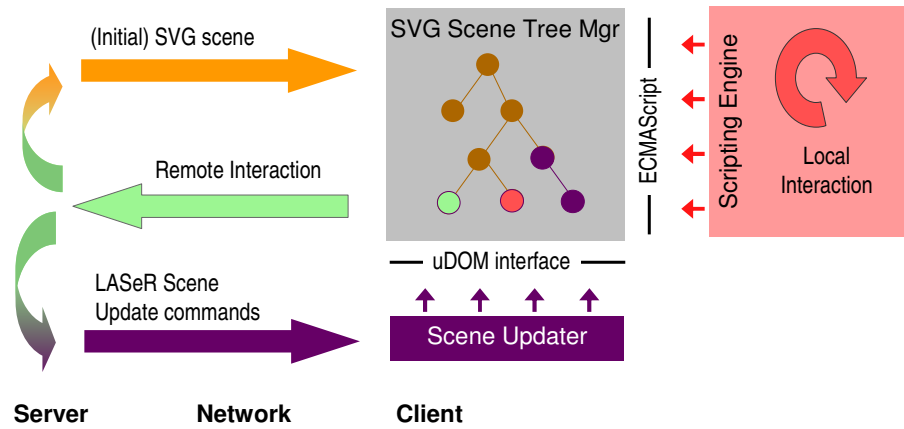 (Initial) SVG scene
SVG Scene Tree Mgr
ECMAScript
Scripting Engine
Local
Interaction
Remote Interaction
uDOM interface
LASeR Scene
Update commands
Scene Updater
Server
Network
Client